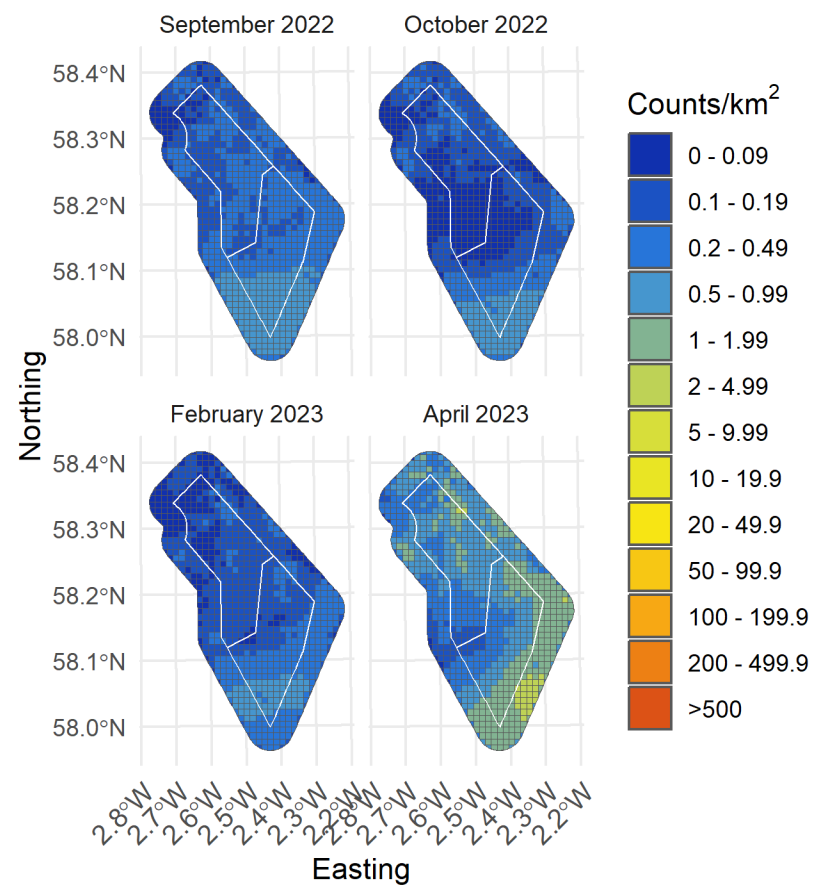 September 2022
October 2022
58.4°N
58.3°N
58.2°N
58.1°N
58.0°N
February 2023
April 2023
58.4°N
58.3°N
58.2°N
58.1°N
58.0°N
2.8°W
2.7°W
2.6°W
2.5°W
2.4°W
2.3°W
2.2°W
2.8°W
2.7°W
2.6°W
2.5°W
2.4°W
2.3°W
2.2°W
Northing
Easting
Counts/km²
0 - 0.09
0.1 - 0.19
0.2 - 0.49
0.5 - 0.99
1 - 1.99
2 - 4.99
5 - 9.99
10 - 19.9
20 - 49.9
50 - 99.9
100 - 199.9
200 - 499.9
>500